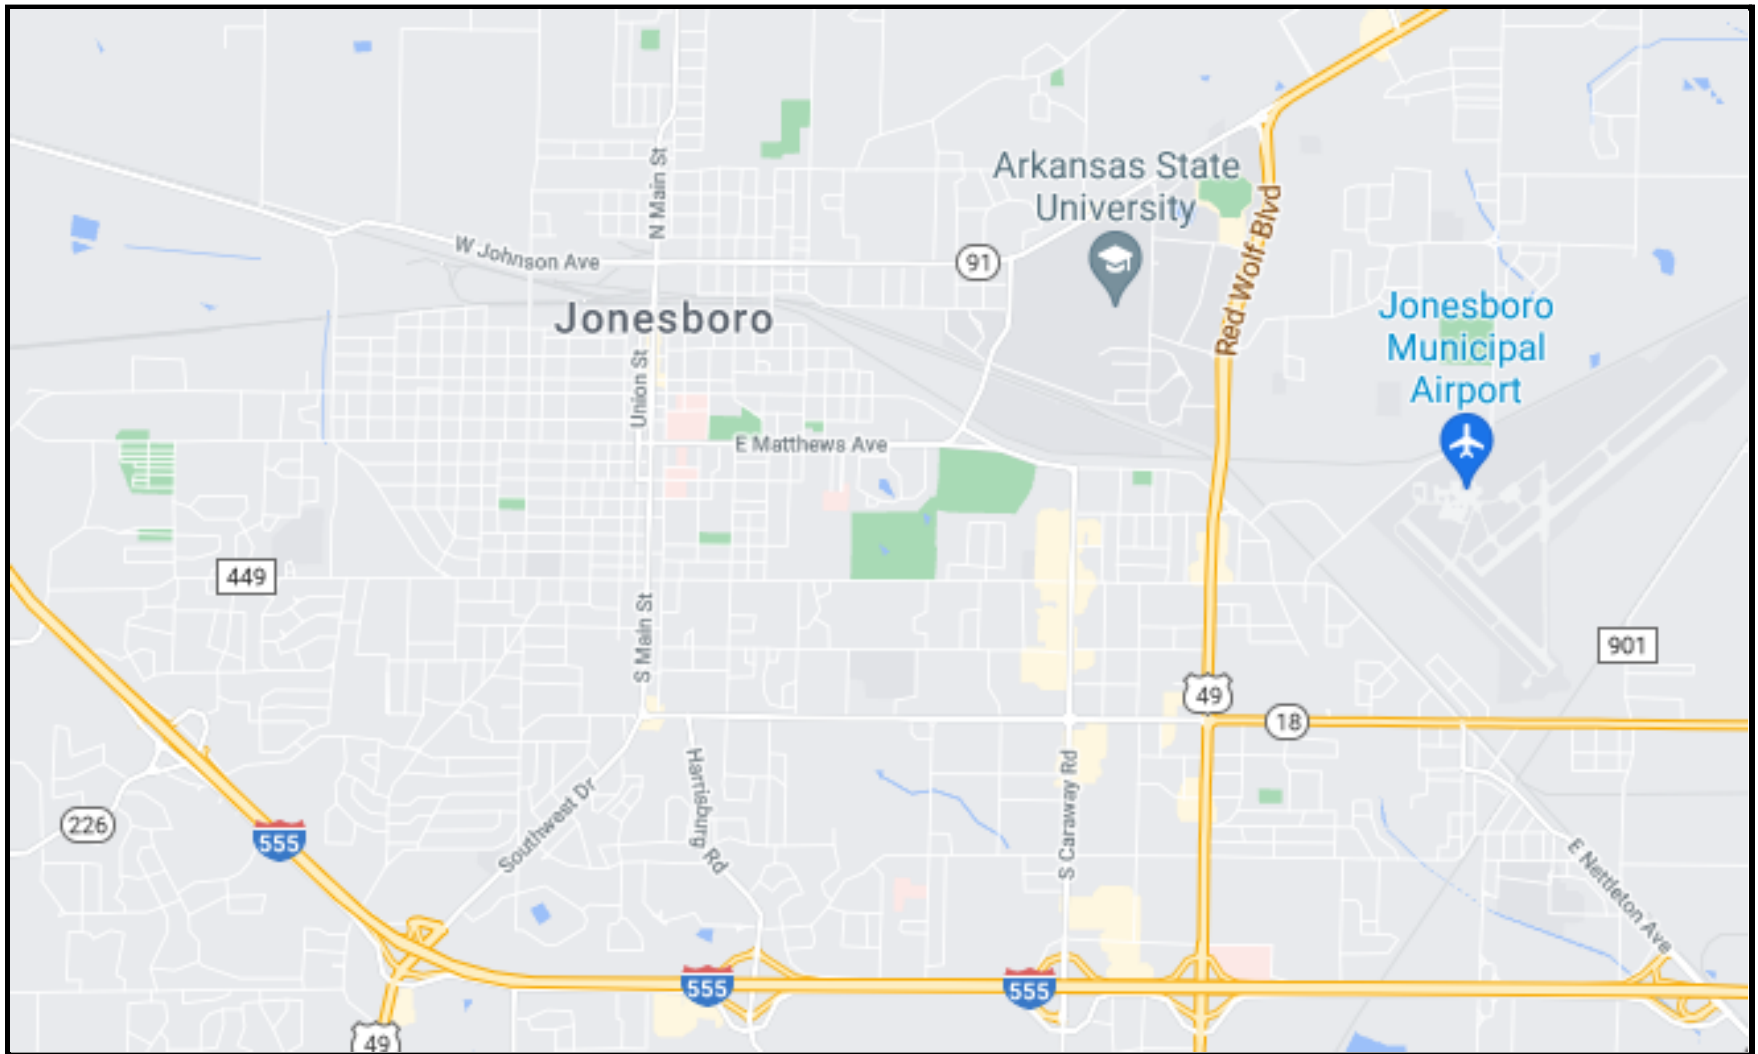 N Main St
Arkansas State
University
Red Wolf Blvd
W Johnson Ave
91
Jonesboro
Jonesboro
Municipal
Airport
Union St
E Matthews Ave
449
S Main St
901
49
18
226
555
Southwest Dr
Harrisburg Rd
S Caraway Rd
E Nettleton Ave
555
555
49